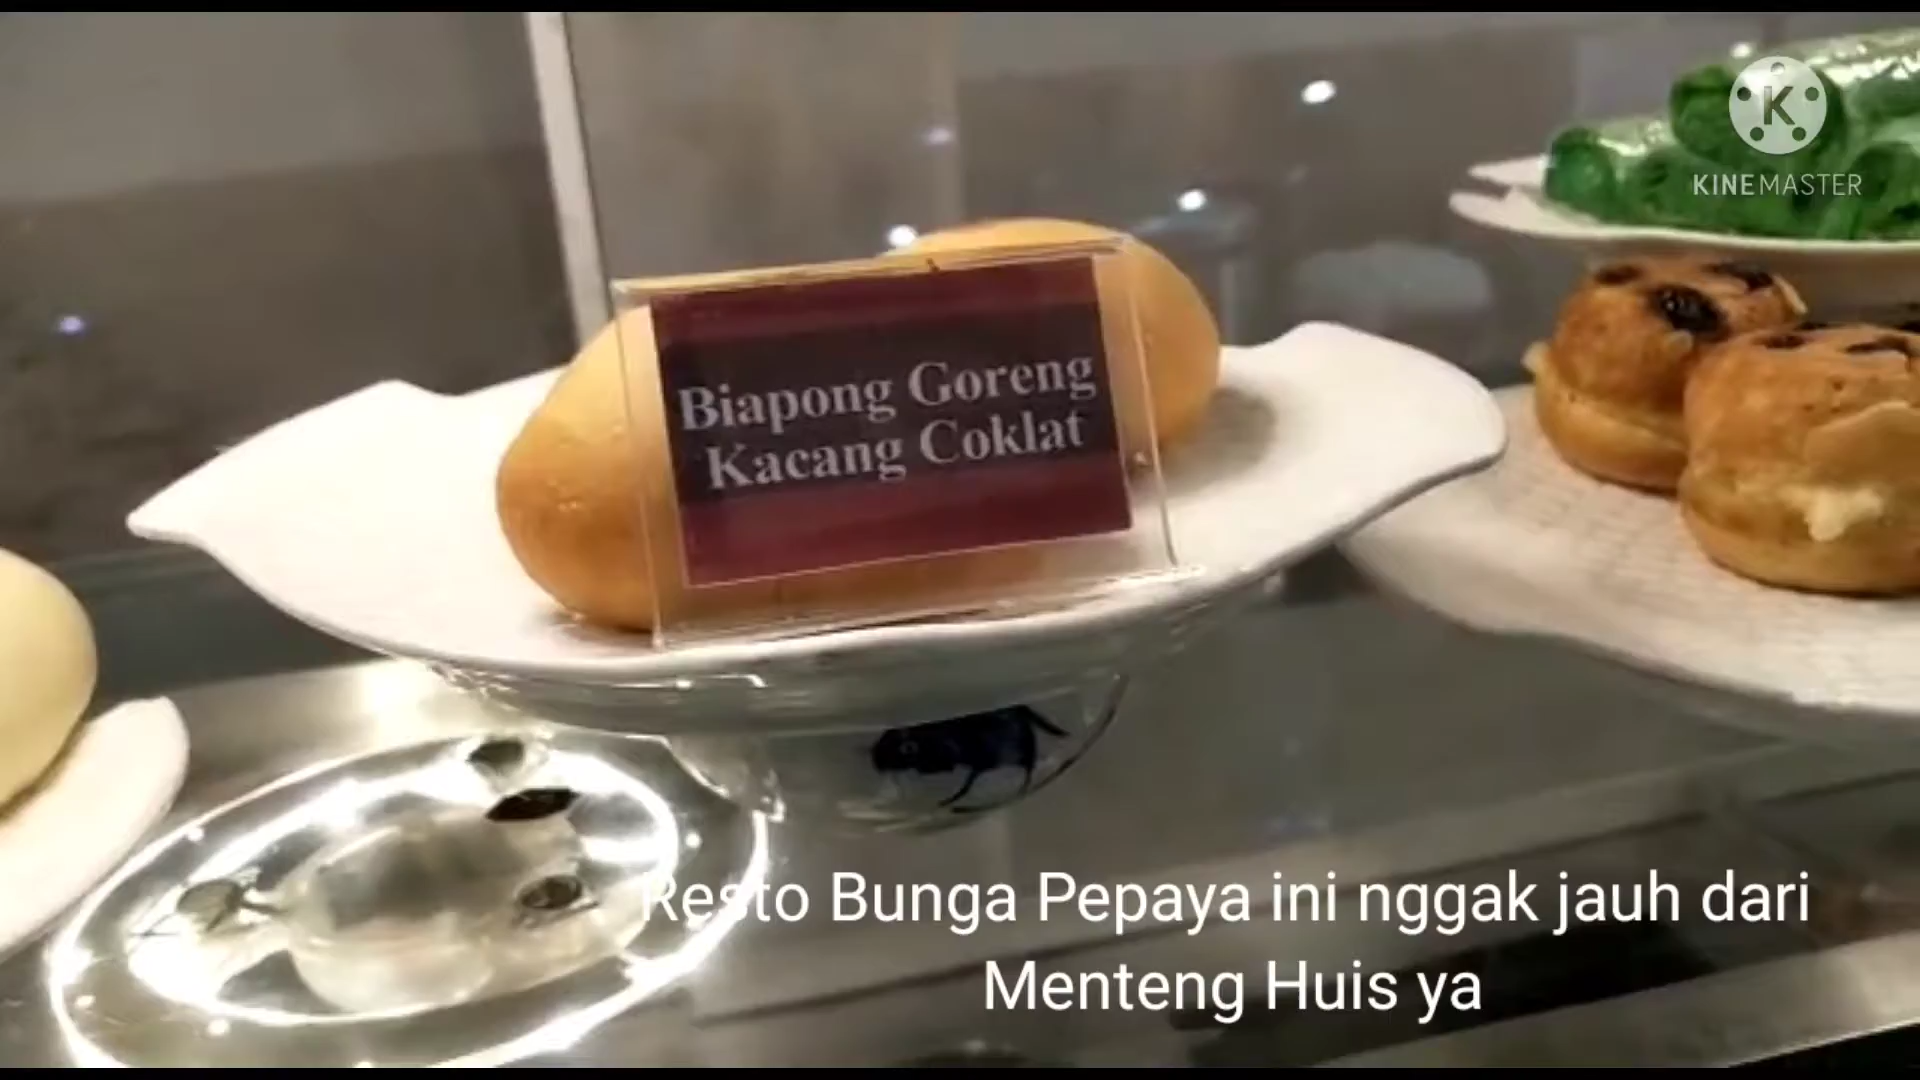 KINEMASTER
Biapong Goreng
Kacang Coklat
Resto Bunga Pepaya ini nggak jauh dari
Menteng Huis ya